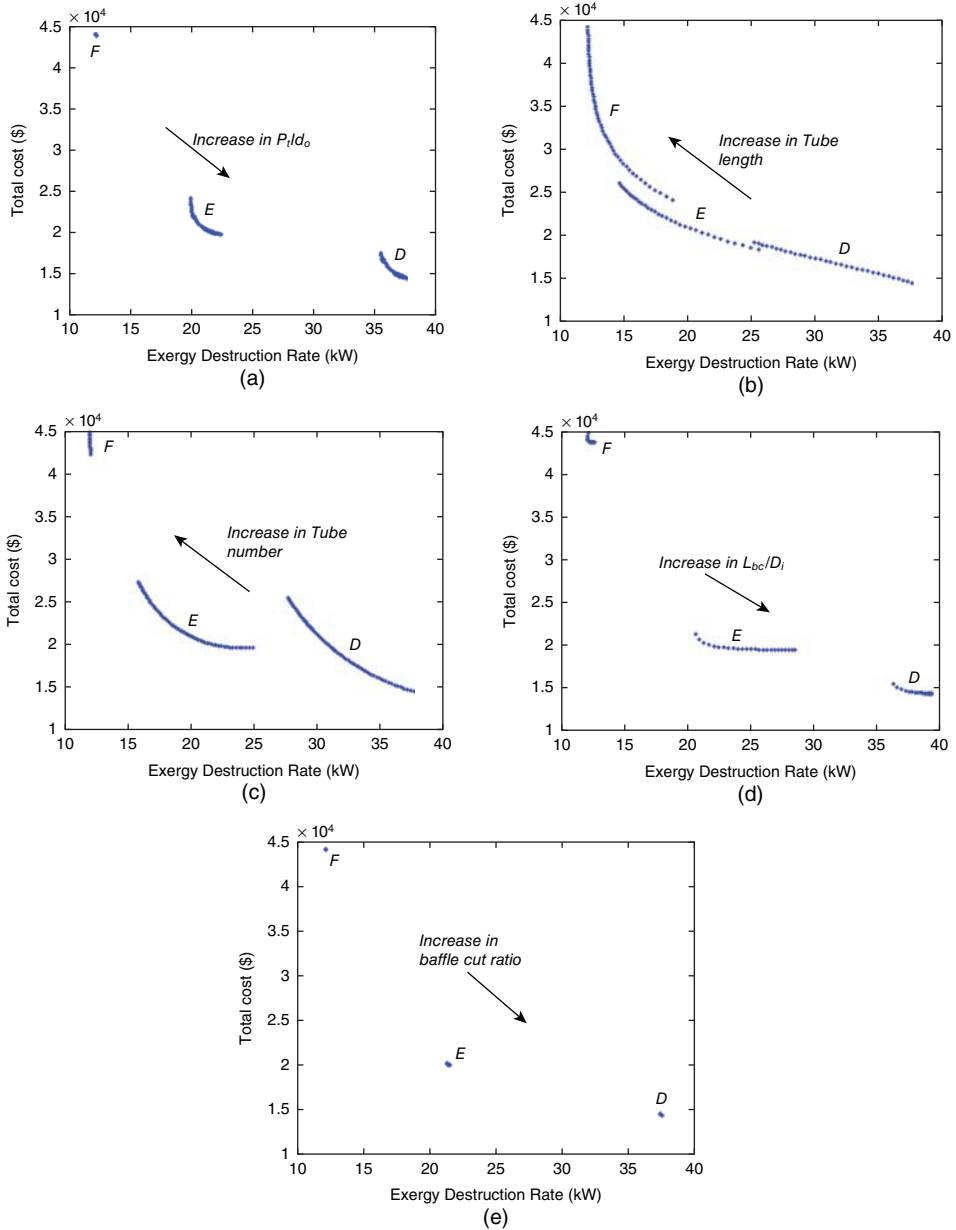 × 10⁴
4.5
4
3.5
3
2.5
2
1.5
1
10 15 20 25 30 35 40
Total cost ($)
Exergy Destruction Rate (kW)
F
Increase in PₜIdₒ
E
D
(a)
× 10⁴
4.5
4
3.5
3
2.5
2
1.5
1
10 15 20 25 30 35 40
Total cost ($)
Exergy Destruction Rate (kW)
F
Increase in Tube
length
E
D
(b)
× 10⁴
4.5
4
3.5
3
2.5
2
1.5
1
10 15 20 25 30 35 40
Total cost ($)
Exergy Destruction Rate (kW)
F
Increase in Tube
number
E
D
(c)
× 10⁴
4.5
4
3.5
3
2.5
2
1.5
1
10 15 20 25 30 35 40
Total cost ($)
Exergy Destruction Rate (kW)
F
Increase in L_bc/D_i
E
D
(d)
× 10⁴
4.5
4
3.5
3
2.5
2
1.5
1
10 15 20 25 30 35 40
Total cost ($)
Exergy Destruction Rate (kW)
F
Increase in
baffle cut ratio
E
D
(e)